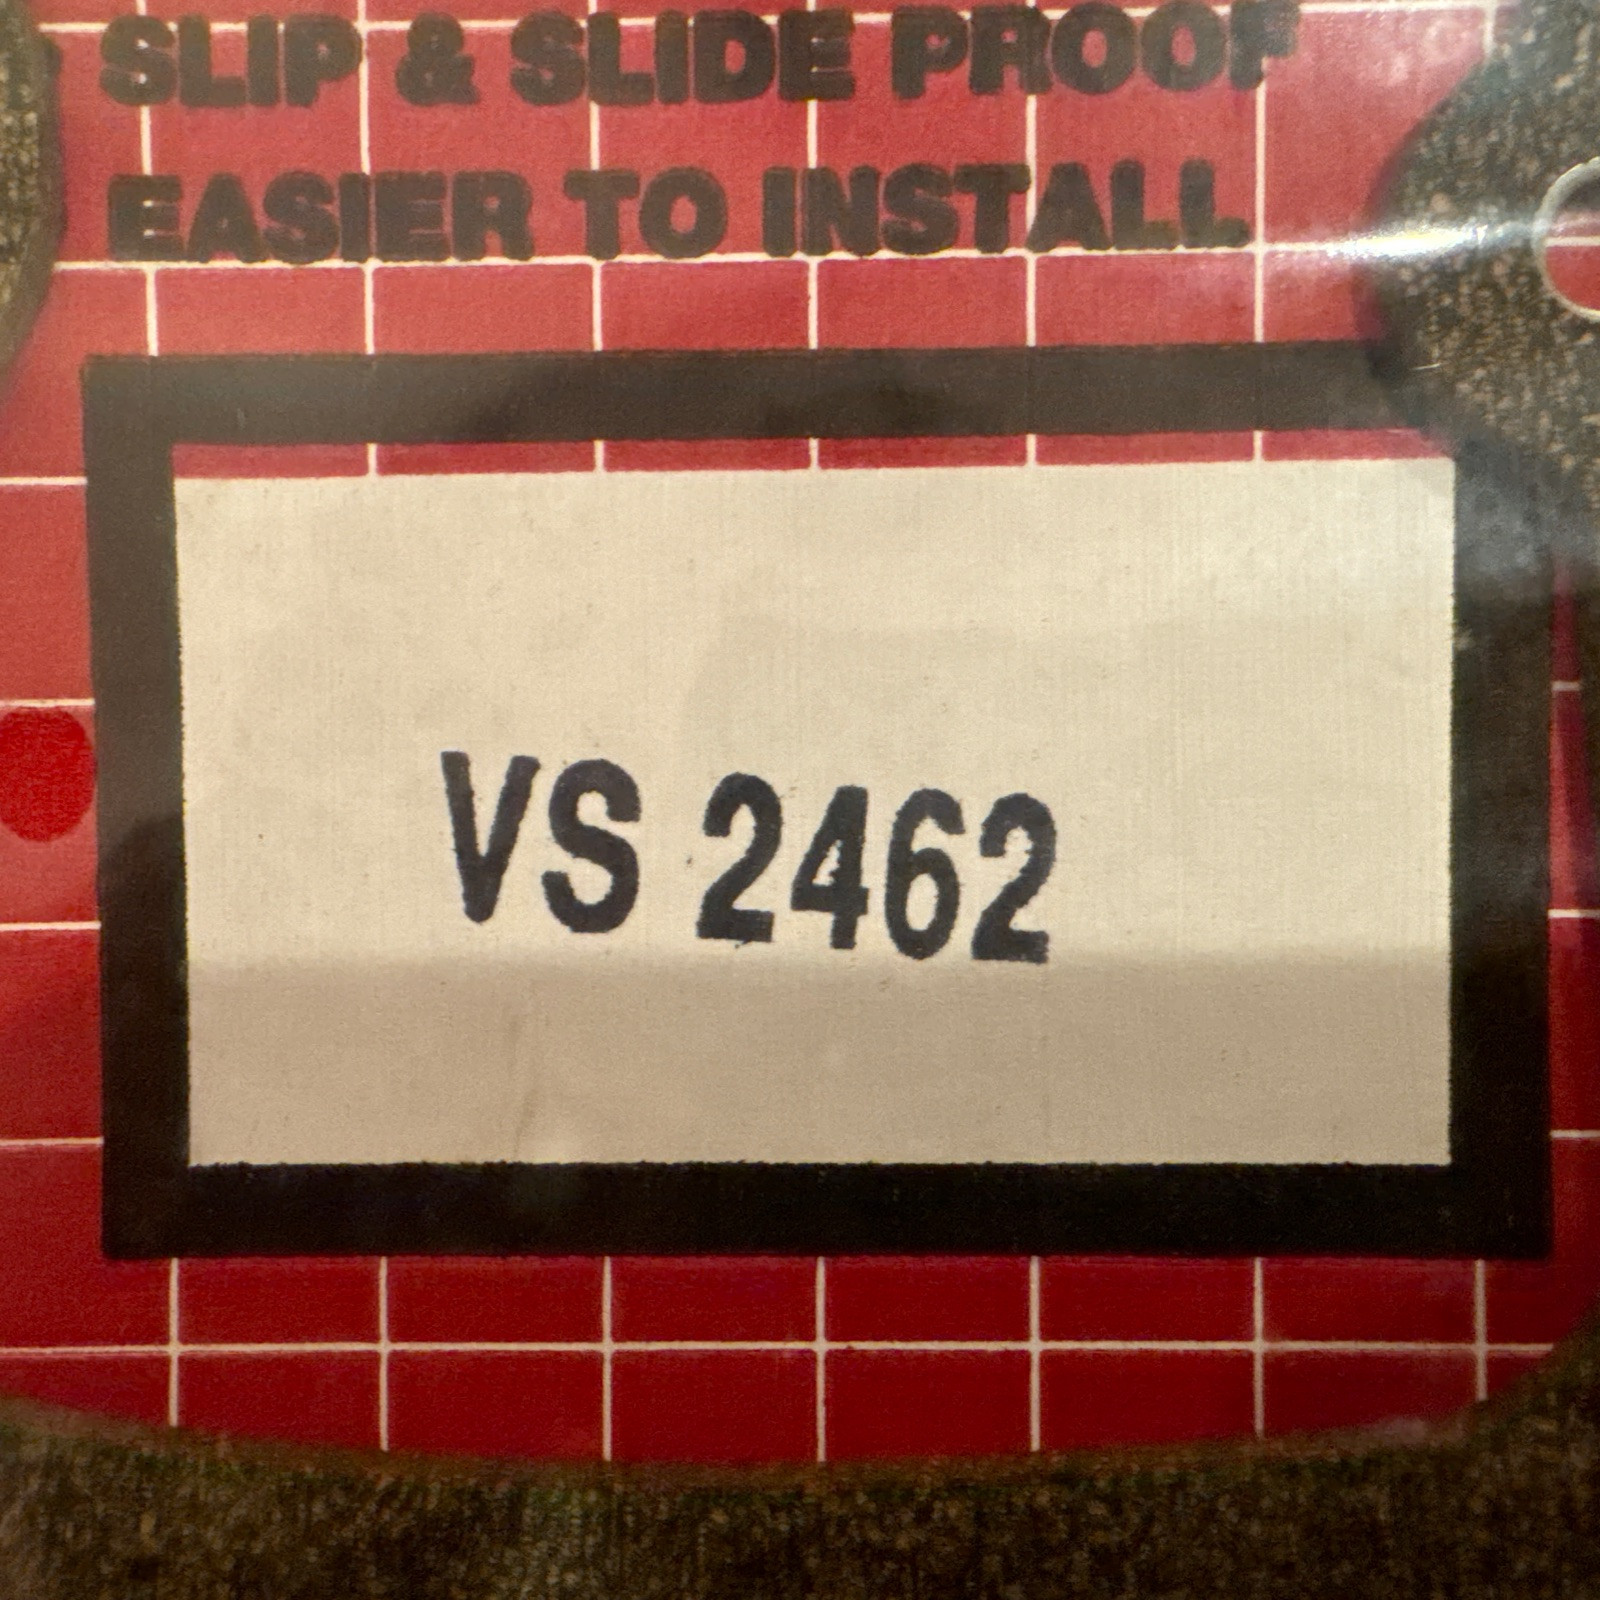 SLIP & SLIDE PROOF
EASIER TO INSTALL
VS 2462